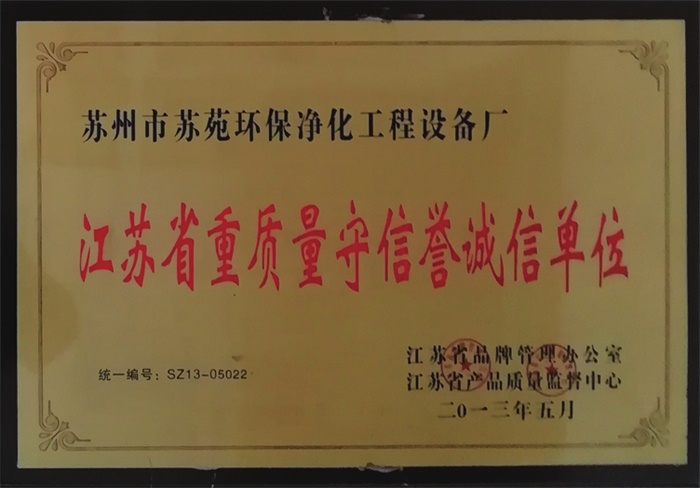 苏州市苏苑环保净化工程设备厂
江苏省重质量守信誉诚信单位
江苏省品牌管理办公室
统一编号：SZ13-05022
江苏省产品质量监督中心
二0一三年五月